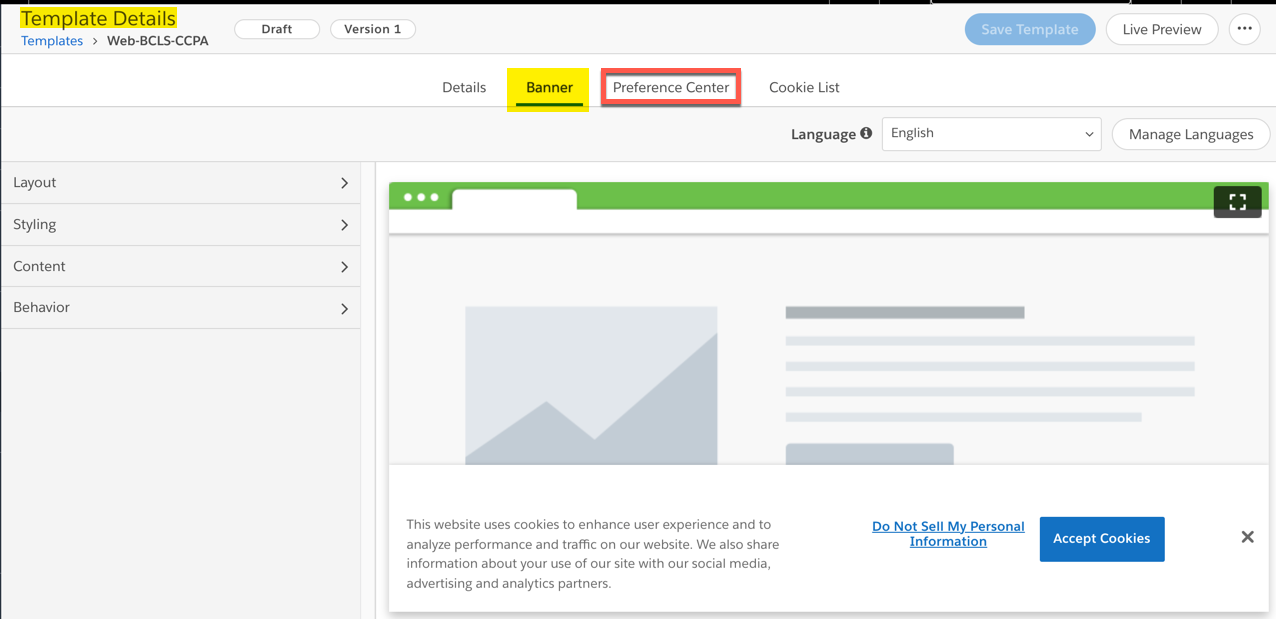 Template Details
Templates > Web-BCLS-CCPA
Draft
Version 1
Save Template
Live Preview
Details
Banner
Preference Center
Cookie List
Language
English
Manage Languages
Layout
Styling
Content
Behavior
This website uses cookies to enhance user experience and to
analyze performance and traffic on our website. We also share
information about your use of our site with our social media,
advertising and analytics partners.
Do Not Sell My Personal
Information
Accept Cookies